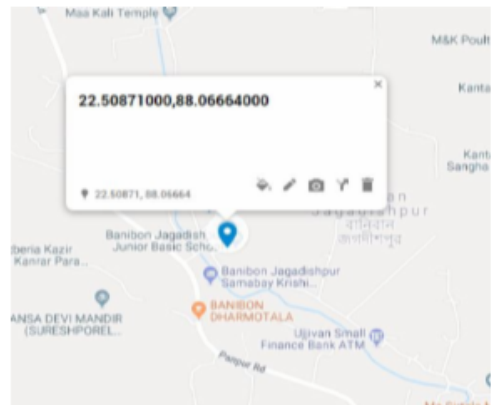 Maa Kali Temple
M&K Poult
Kanta
22.50871000,88.06664000
Kant
Sangha
22.50871, 88.06664
an
Jagadishpur
বানিবান
জগদীশপুর
Banibon Jagadish
Junior Basic Scho
tberia Kazir
Kanrar Para...
Banibon Jagadishpur
Samabay Krishi...
ANSA DEVI MANDIR
(SURESHPOREL...
BANIBON
DHARMOTALA
Ujjivan Small
Finance Bank ATM
Panpur Rd